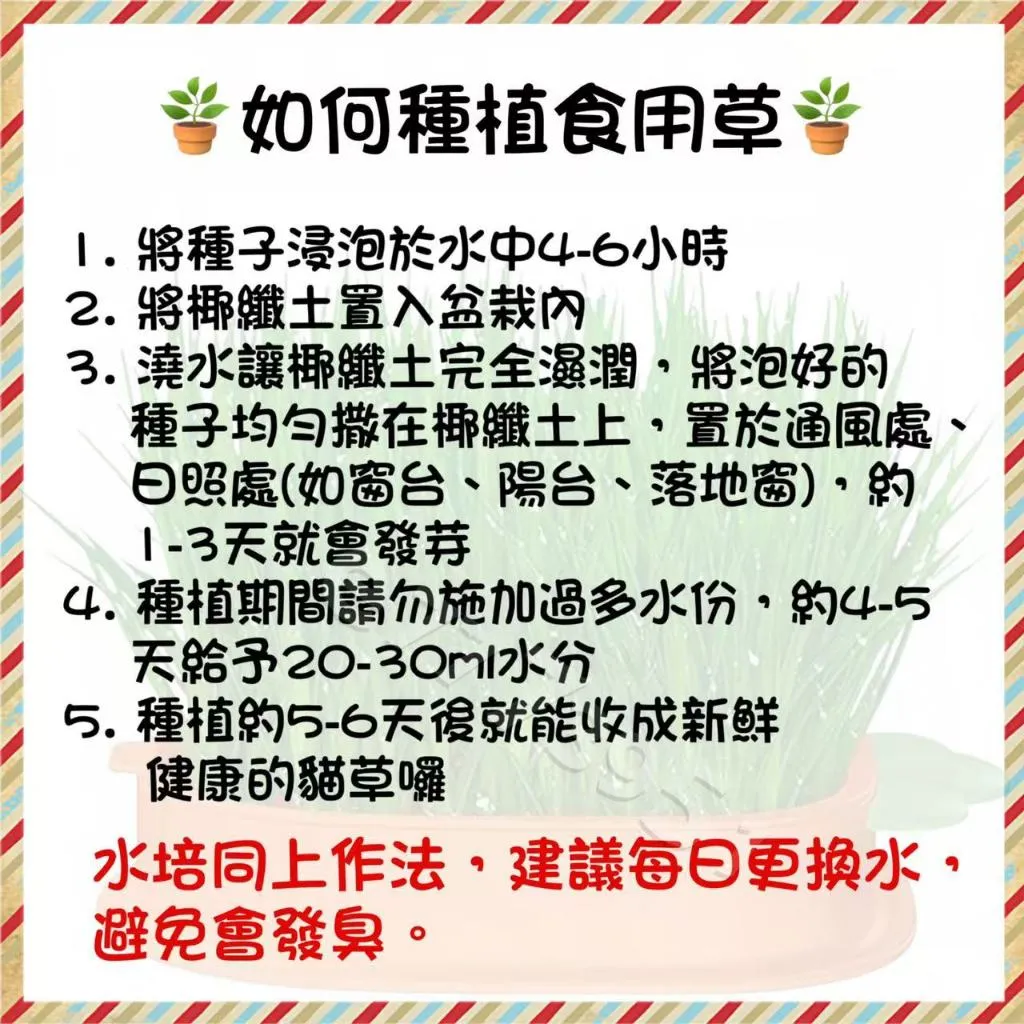 如何種植食用草
1. 將種子浸泡於水中4-6小時
2. 將椰纖土置入盆栽內
3. 澆水讓椰纖土完全濕潤，將泡好的
種子均勻撒在椰纖土上，置於通風處、
日照處(如窗台、陽台、落地窗)，約
1-3天就會發芽
4. 種植期間請勿施加過多水份，約4-5
天給予20-30ml水分
5. 種植約5-6天後就能收成新鮮
健康的貓草囉
水培同上作法，建議每日更換水，
避免會發臭。